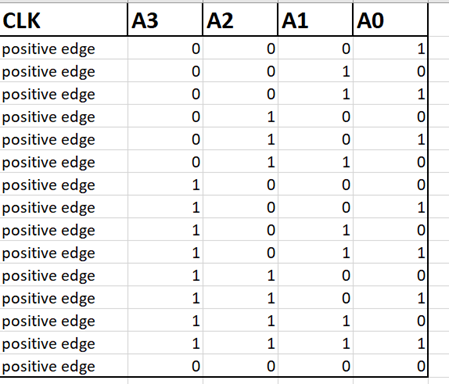 CLK A3 A2 A1 A0
positive edge 0 0 0 1
positive edge 0 0 1 0
positive edge 0 0 1 1
positive edge 0 1 0 0
positive edge 0 1 0 1
positive edge 0 1 1 0
positive edge 1 0 0 0
positive edge 1 0 0 1
positive edge 1 0 1 0
positive edge 1 0 1 1
positive edge 1 1 0 0
positive edge 1 1 0 1
positive edge 1 1 1 0
positive edge 1 1 1 1
positive edge 0 0 0 0